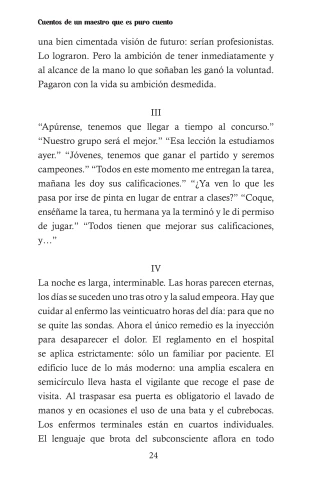 Cuentos de un maestro que es puro cuento
una bien cimentada visión de futuro: serían profesionistas.
Lo lograron. Pero la ambición de tener inmediatamente y
al alcance de la mano lo que soñaban les ganó la voluntad.
Pagaron con la vida su ambición desmedida.
III
“Apúrense, tenemos que llegar a tiempo al concurso.”
“Nuestro grupo será el mejor.” “Esa lección la estudiamos
ayer.” “Jóvenes, tenemos que ganar el partido y seremos
campeones.” “Todos en este momento me entregan la tarea,
mañana les doy sus calificaciones.” “¿Ya ven lo que les
pasa por irse de pinta en lugar de entrar a clases?” “Coque,
enséñame la tarea, tu hermana ya la terminó y le di permiso
de jugar.” “Todos tienen que mejorar sus calificaciones,
y…”
IV
La noche es larga, interminable. Las horas parecen eternas,
los días se suceden uno tras otro y la salud empeora. Hay que
cuidar al enfermo las veinticuatro horas del día: para que no
se quite las sondas. Ahora el único remedio es la inyección
para desaparecer el dolor. El reglamento en el hospital
se aplica estrictamente: sólo un familiar por paciente. El
edificio luce de lo más moderno: una amplia escalera en
semicírculo lleva hasta el vigilante que recoge el pase de
visita. Al traspasar esa puerta es obligatorio el lavado de
manos y en ocasiones el uso de una bata y el cubrebocas.
Los enfermos terminales están en cuartos individuales.
El lenguaje que brota del subconsciente aflora en todo
24